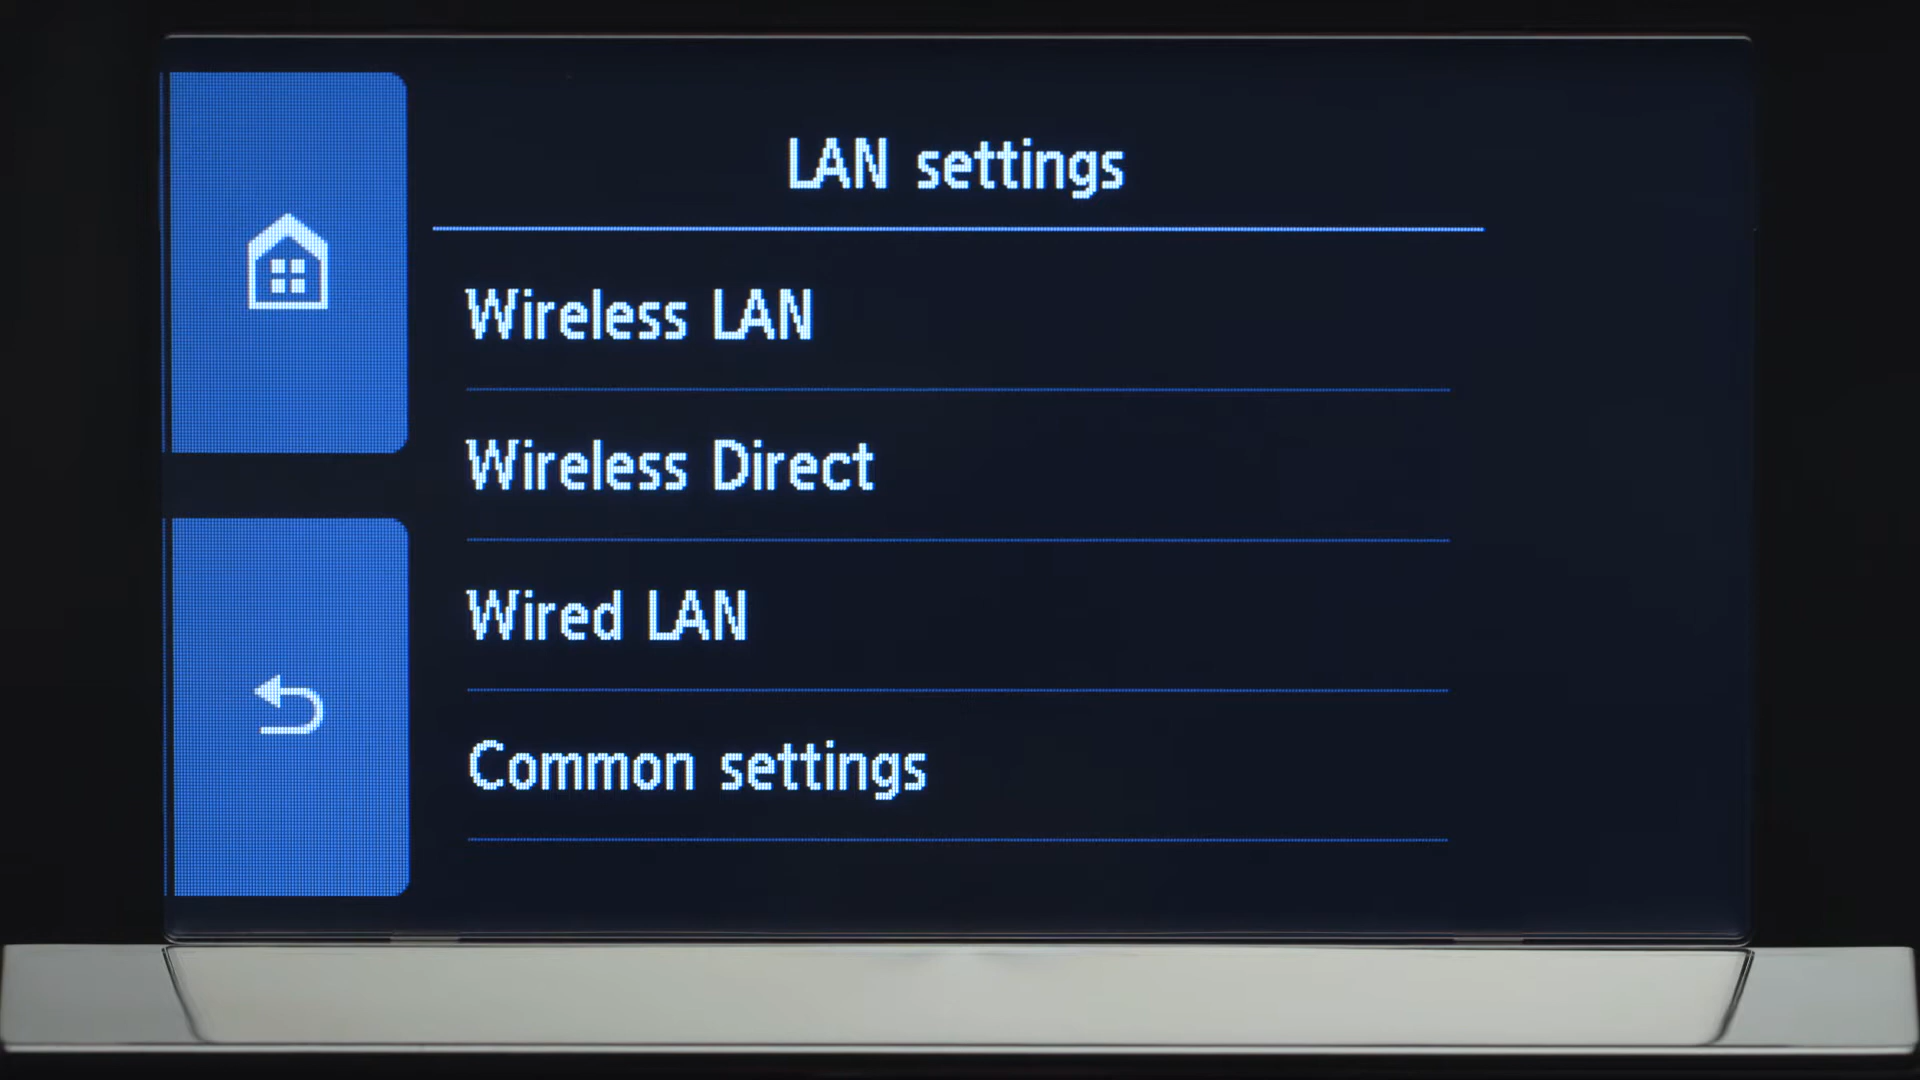 LAN settings
Wireless LAN
Wireless Direct
Wired LAN
Common settings